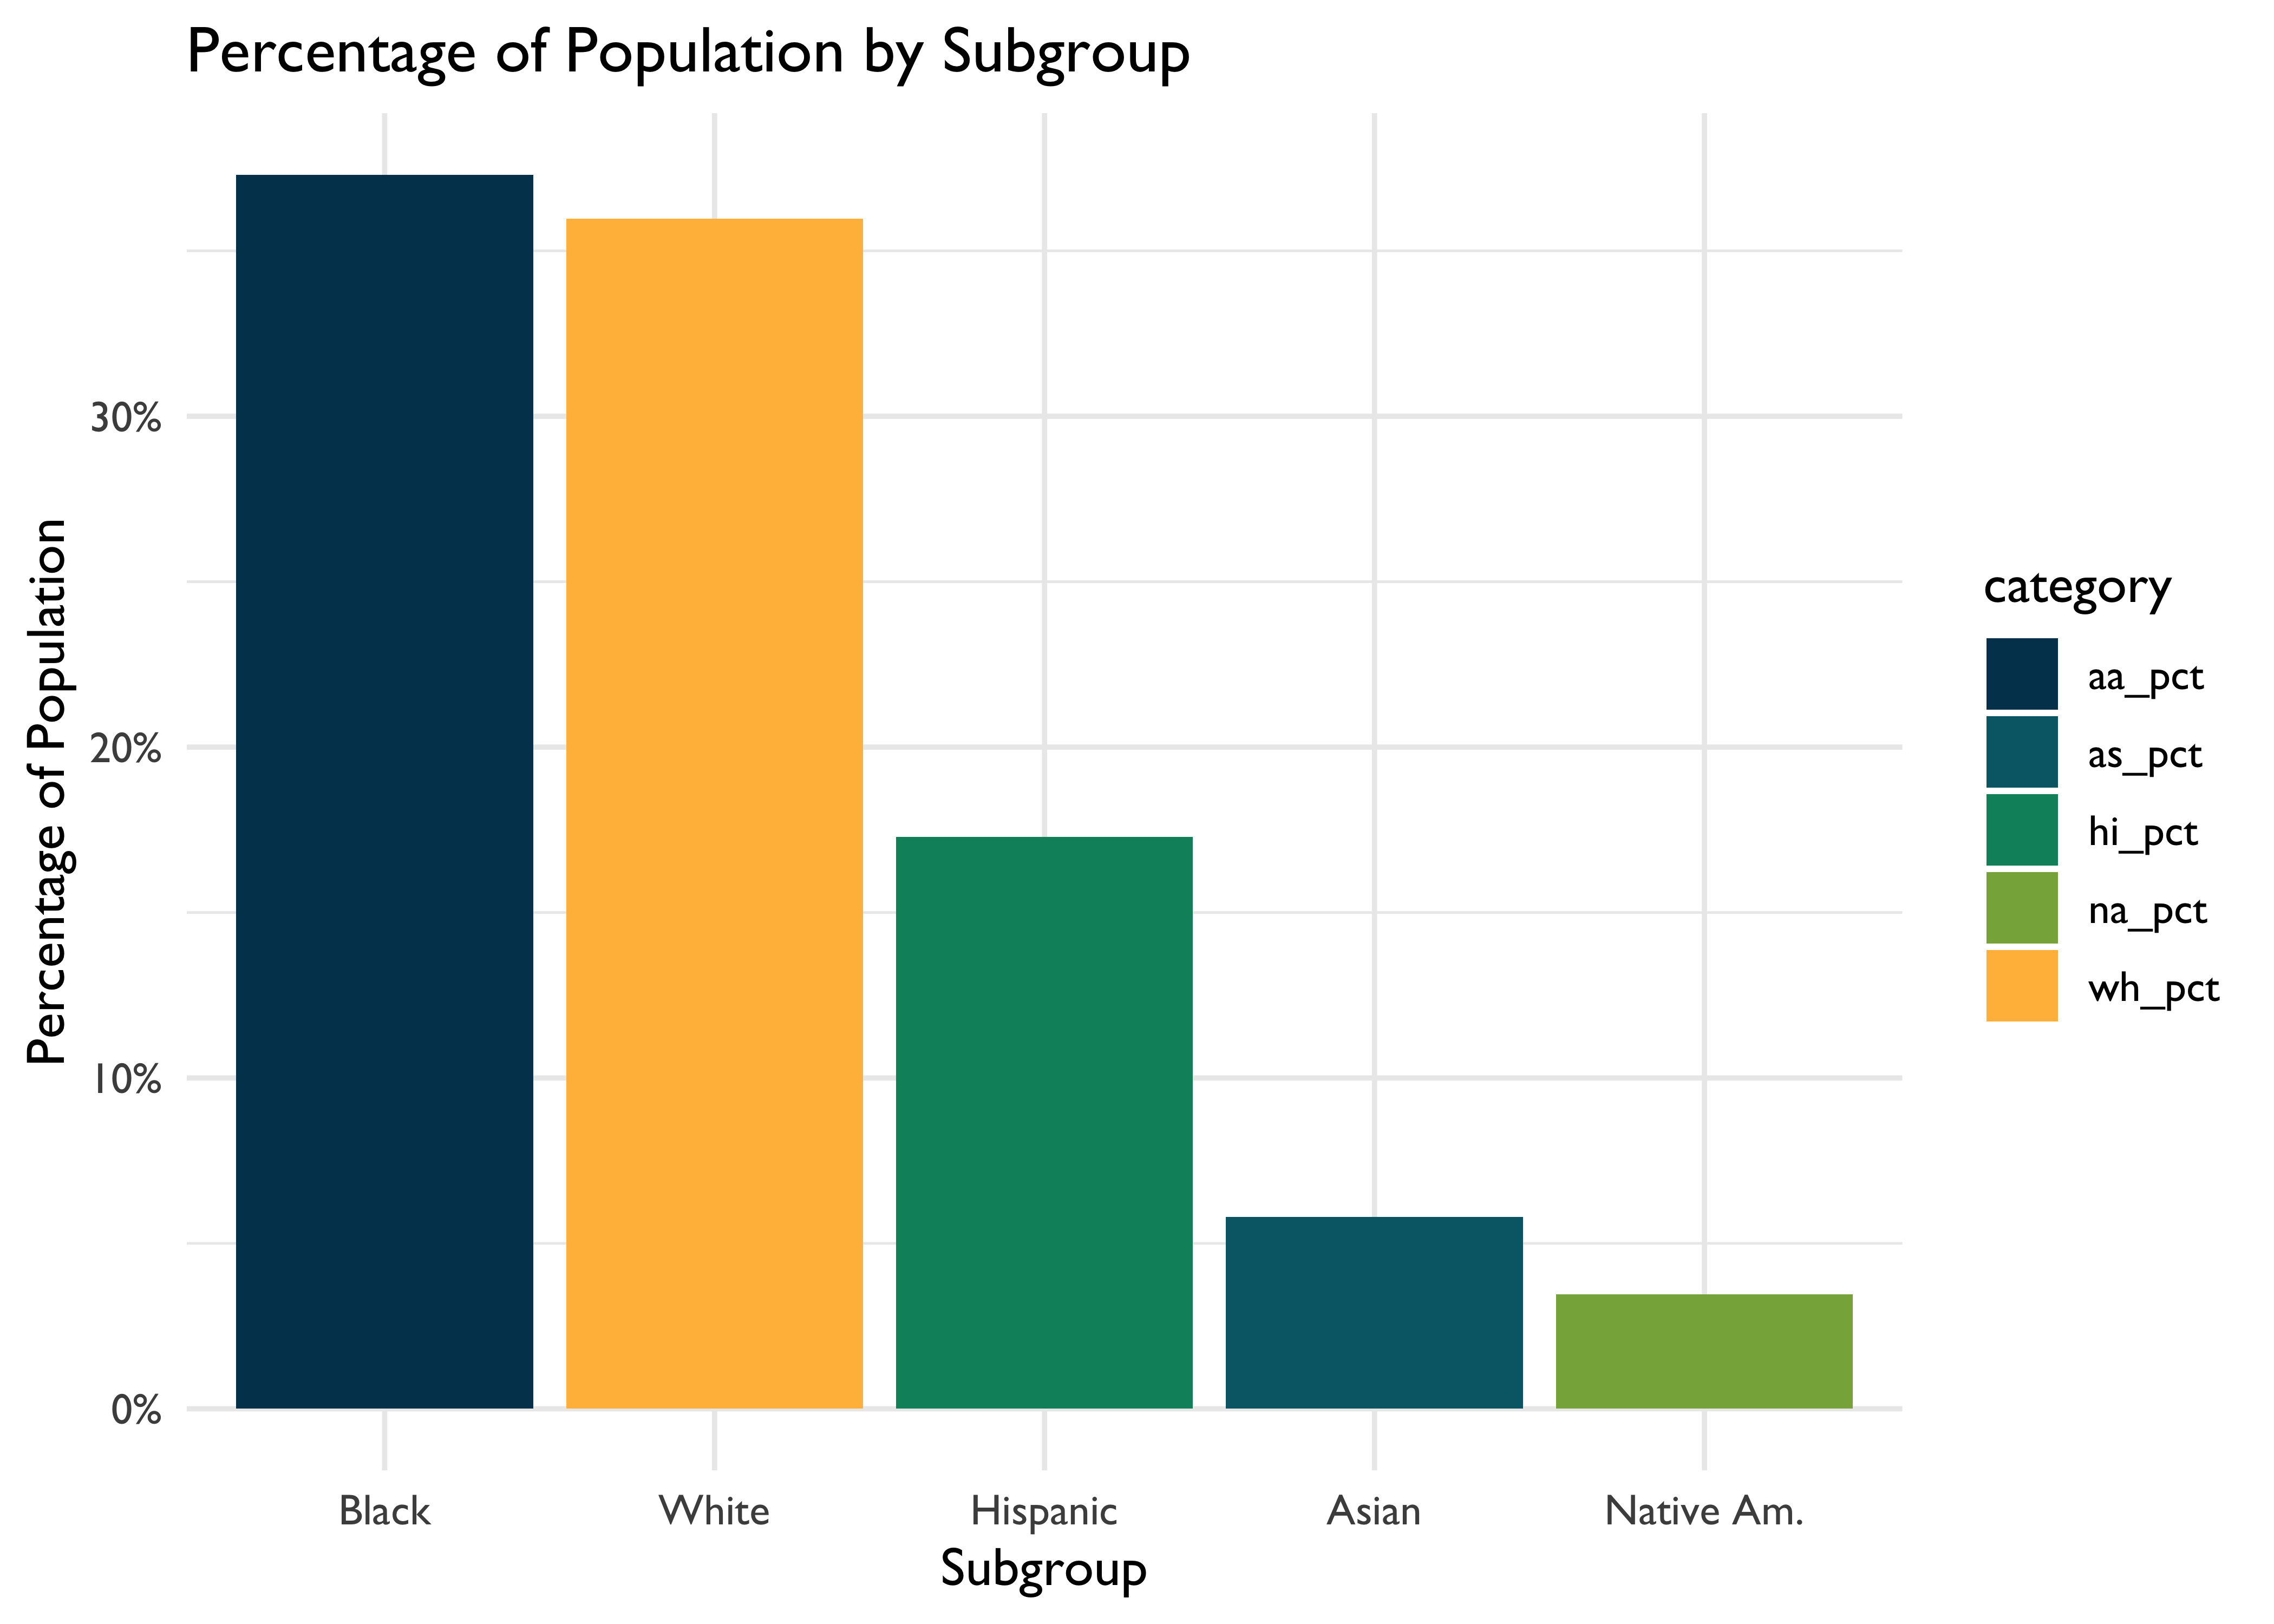 Percentage of Population by Subgroup
Percentage of Population
30%
20%
10%
0%
Black
White
Hispnic
Asian
Native Am.
Subgroup
category
aa_pct
as_pct
hi_pct
na_pct
wh_pct